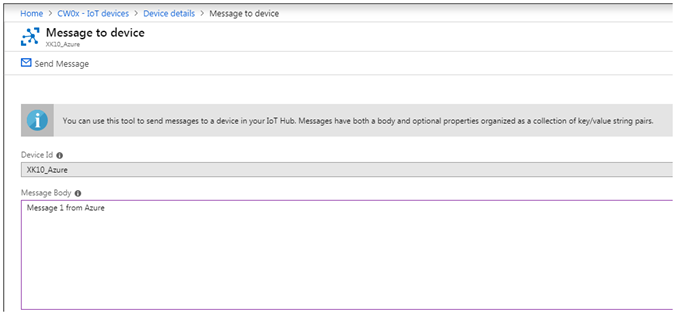 Home > CW0x - IoT devices > Device details > Message to device
Message to device
XK10_Azure
Send Message
You can use this tool to send messages to a device in your IoT Hub. Messages have both a body and optional properties organized as a collection of key/value string pairs.
Device Id
XK10_Azure
Message Body
Message 1 from Azure